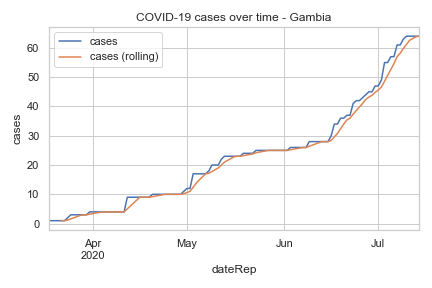 COVID-19 cases over time - Gambia
cases
cases (rolling)
60
50
40
30
20
10
0
cases
Apr
2020
May
Jun
Jul
dateRep